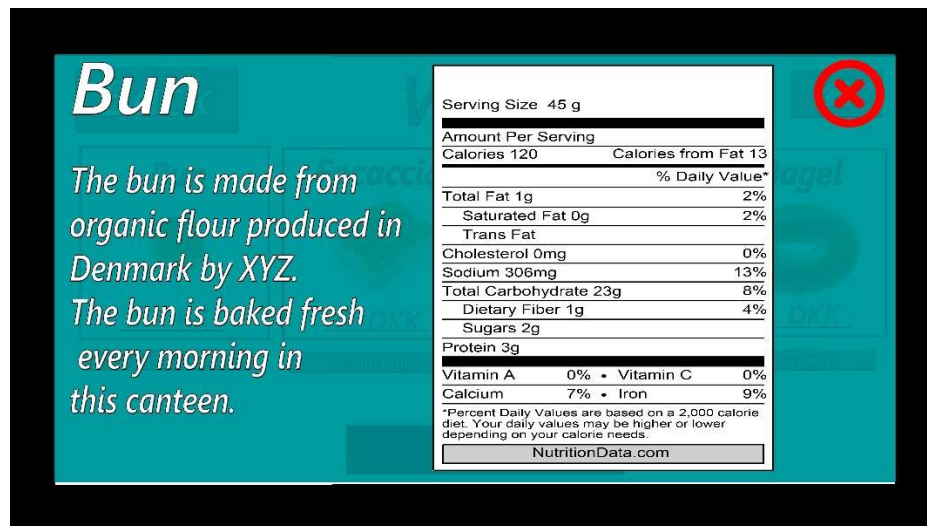 Bun
The bun is made from
organic flour produced in
Denmark by XYZ.
The bun is baked fresh
every morning in
this canteen.
Serving Size 45 g
Amount Per Serving
Calories 120 Calories from Fat 13
% Daily Value*
Total Fat 1g 2%
Saturated Fat 0g 2%
Trans Fat
Cholesterol 0mg 0%
Sodium 306mg 13%
Total Carbohydrate 23g 8%
Dietary Fiber 1g 4%
Sugars 2g
Protein 3g
Vitamin A 0% • Vitamin C 0%
Calcium 7% • Iron 9%
*Percent Daily Values are based on a 2,000 calorie
diet. Your daily values may be higher or lower
depending on your calorie needs.
NutritionData.com
DKK
DKK